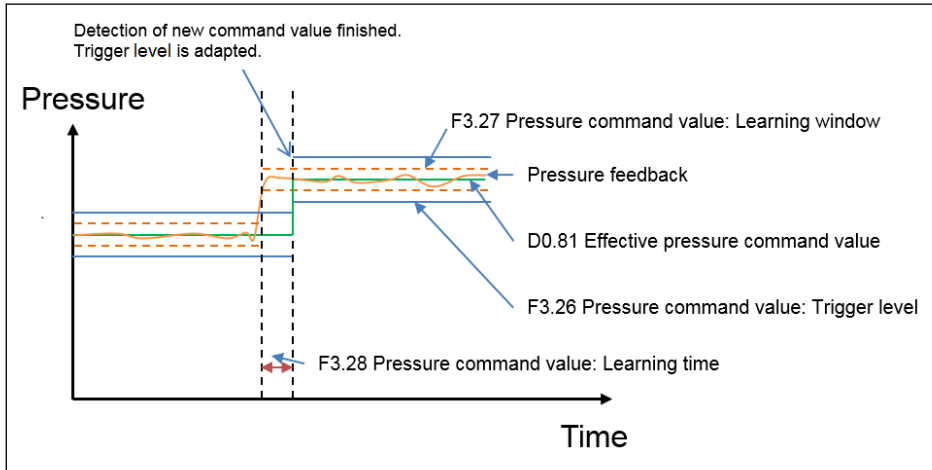 Detection of new command value finished.
Trigger level is adapted.
Pressure
F3.27 Pressure command value: Learning window
Pressure feedback
D0.81 Effective pressure command value
F3.26 Pressure command value: Trigger level
F3.28 Pressure command value: Learning time
Time